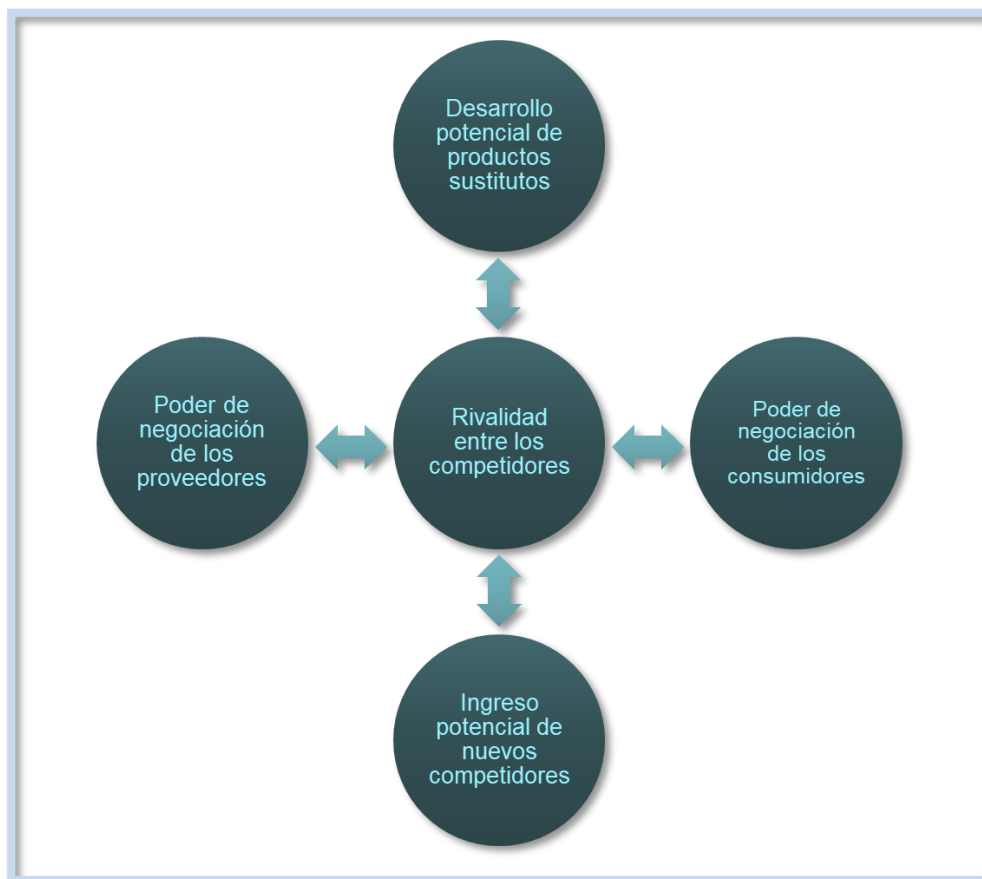 Desarrollo
potencial de
productos
sustitutos
Poder de
negociación
de los
proveedores
Rivalidad
entre los
competidores
Poder de
negociación
de los
consumidores
Ingreso
potencial de
nuevos
competidores